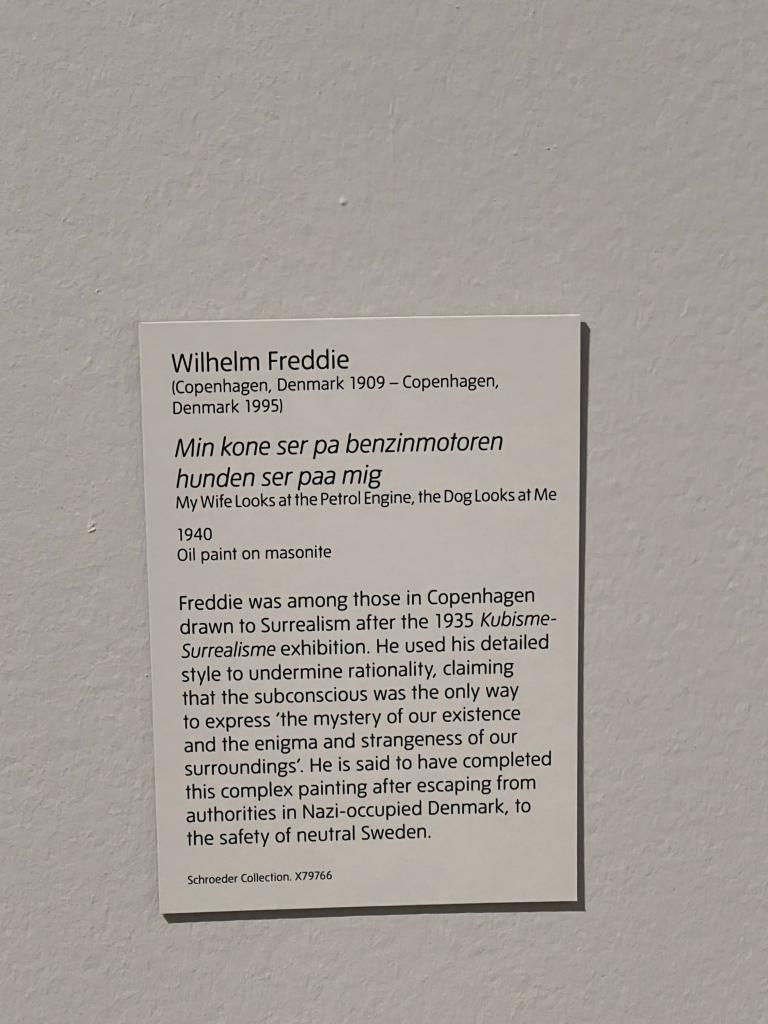 Wilhelm Freddie
(Copenhagen, Denmark 1909 – Copenhagen,
Denmark 1995)
Min kone ser pa benzinmotoren
hunden ser paa mig
My Wife Looks at the Petrol Engine, the Dog Looks at Me
1940
Oil paint on masonite
Freddie was among those in Copenhagen
drawn to Surrealism after the 1935 Kubisme-
Surrealisme exhibition. He used his detailed
style to undermine rationality, claiming
that the subconscious was the only way
to express ‘the mystery of our existence
and the enigma and strangeness of our
surroundings’. He is said to have completed
this complex painting after escaping from
authorities in Nazi-occupied Denmark, to
the safety of neutral Sweden.
Schroeder Collection. X79766